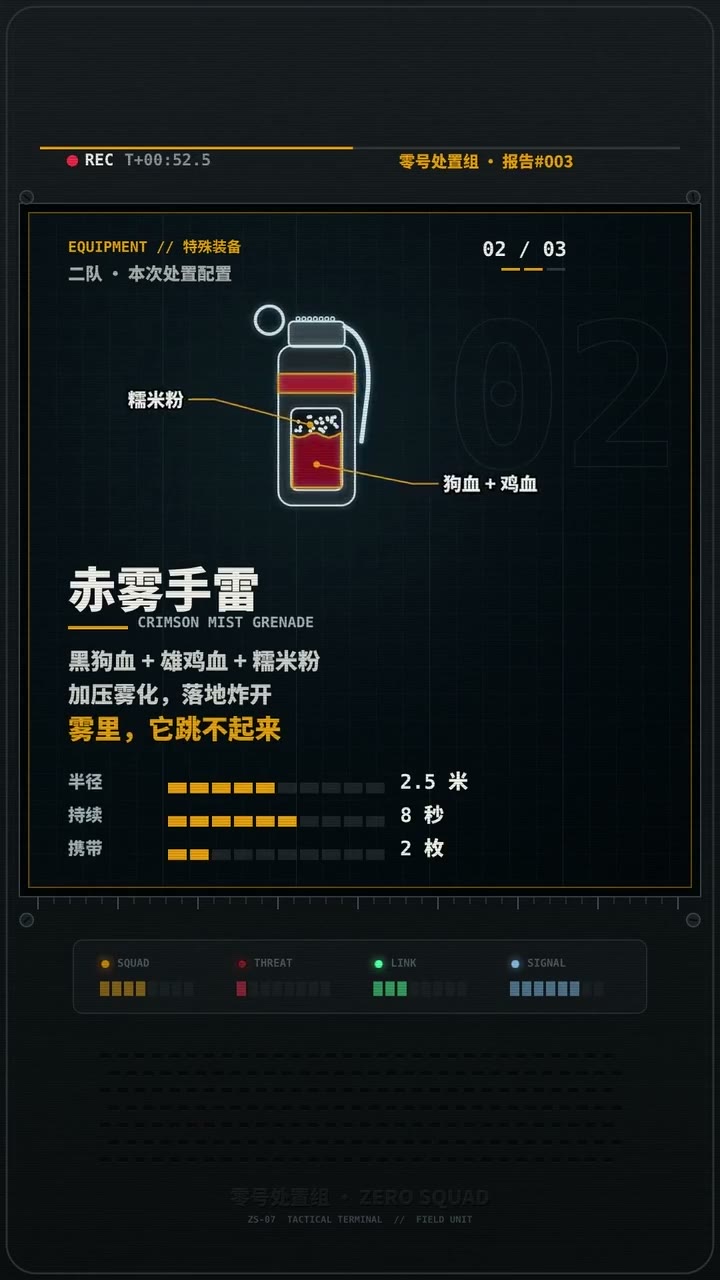 REC T+00:52.5
零号处置组 • 报告#003
EQUIPMENT // 特殊装备
02 / 03
二队 • 本次处置配置
02
糯米粉
狗血 + 鸡血
赤雾手雷
CRIMSON MIST GRENADE
黑狗血 + 雄鸡血 + 糯米粉
加压雾化，落地炸开
雾里，它跳不起来
半径 2.5 米
持续 8 秒
携带 2 枚
SQUAD THREAT LINK SIGNAL
零号处置组 • ZERO SQUAD
ZS-07 TACTICAL TERMINAL // FIELD UNIT